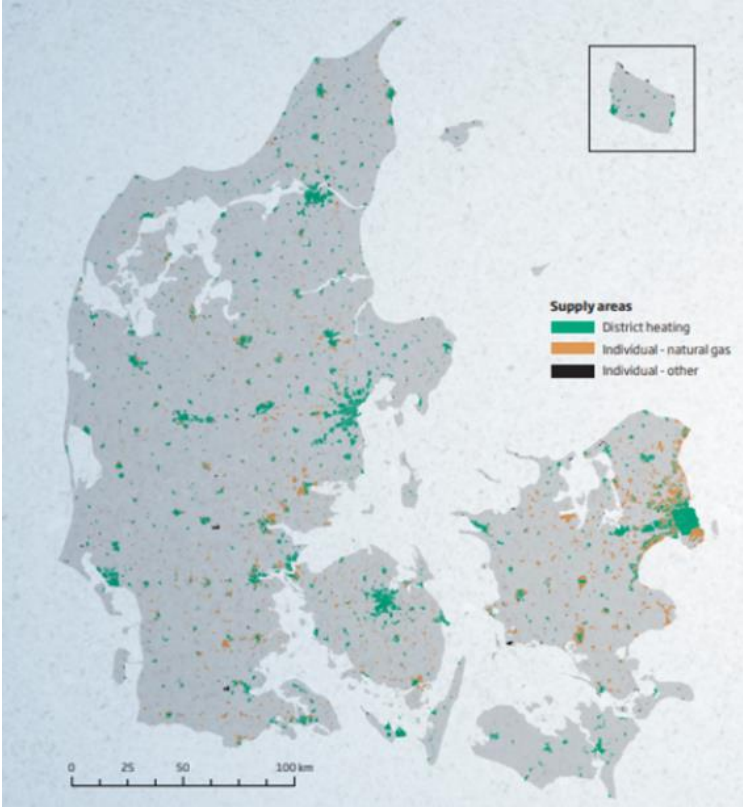 Supply areas
District heating
Individual - natural gas
Individual - other
0 25 50 100 km